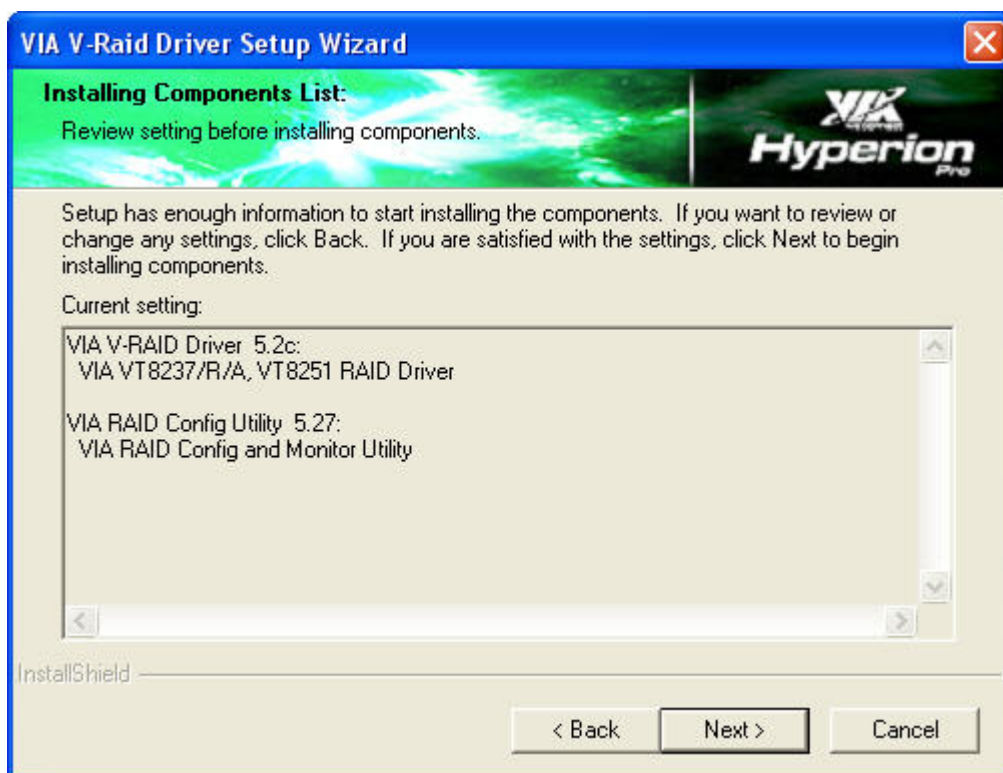 VIA V-Raid Driver Setup Wizard
Installing Components List:
Review setting before installing components.
VIA
Hyperion
Pro
Setup has enough information to start installing the components.  If you want to review or
change any settings, click Back.  If you are satisfied with the settings, click Next to begin
installing components.
Current setting:
VIA V-RAID Driver  5.2c:
VIA VT8237/R/A, VT8251 RAID Driver
VIA RAID Config Utility  5.27:
VIA RAID Config and Monitor Utility
InstallShield
< Back
Next >
Cancel